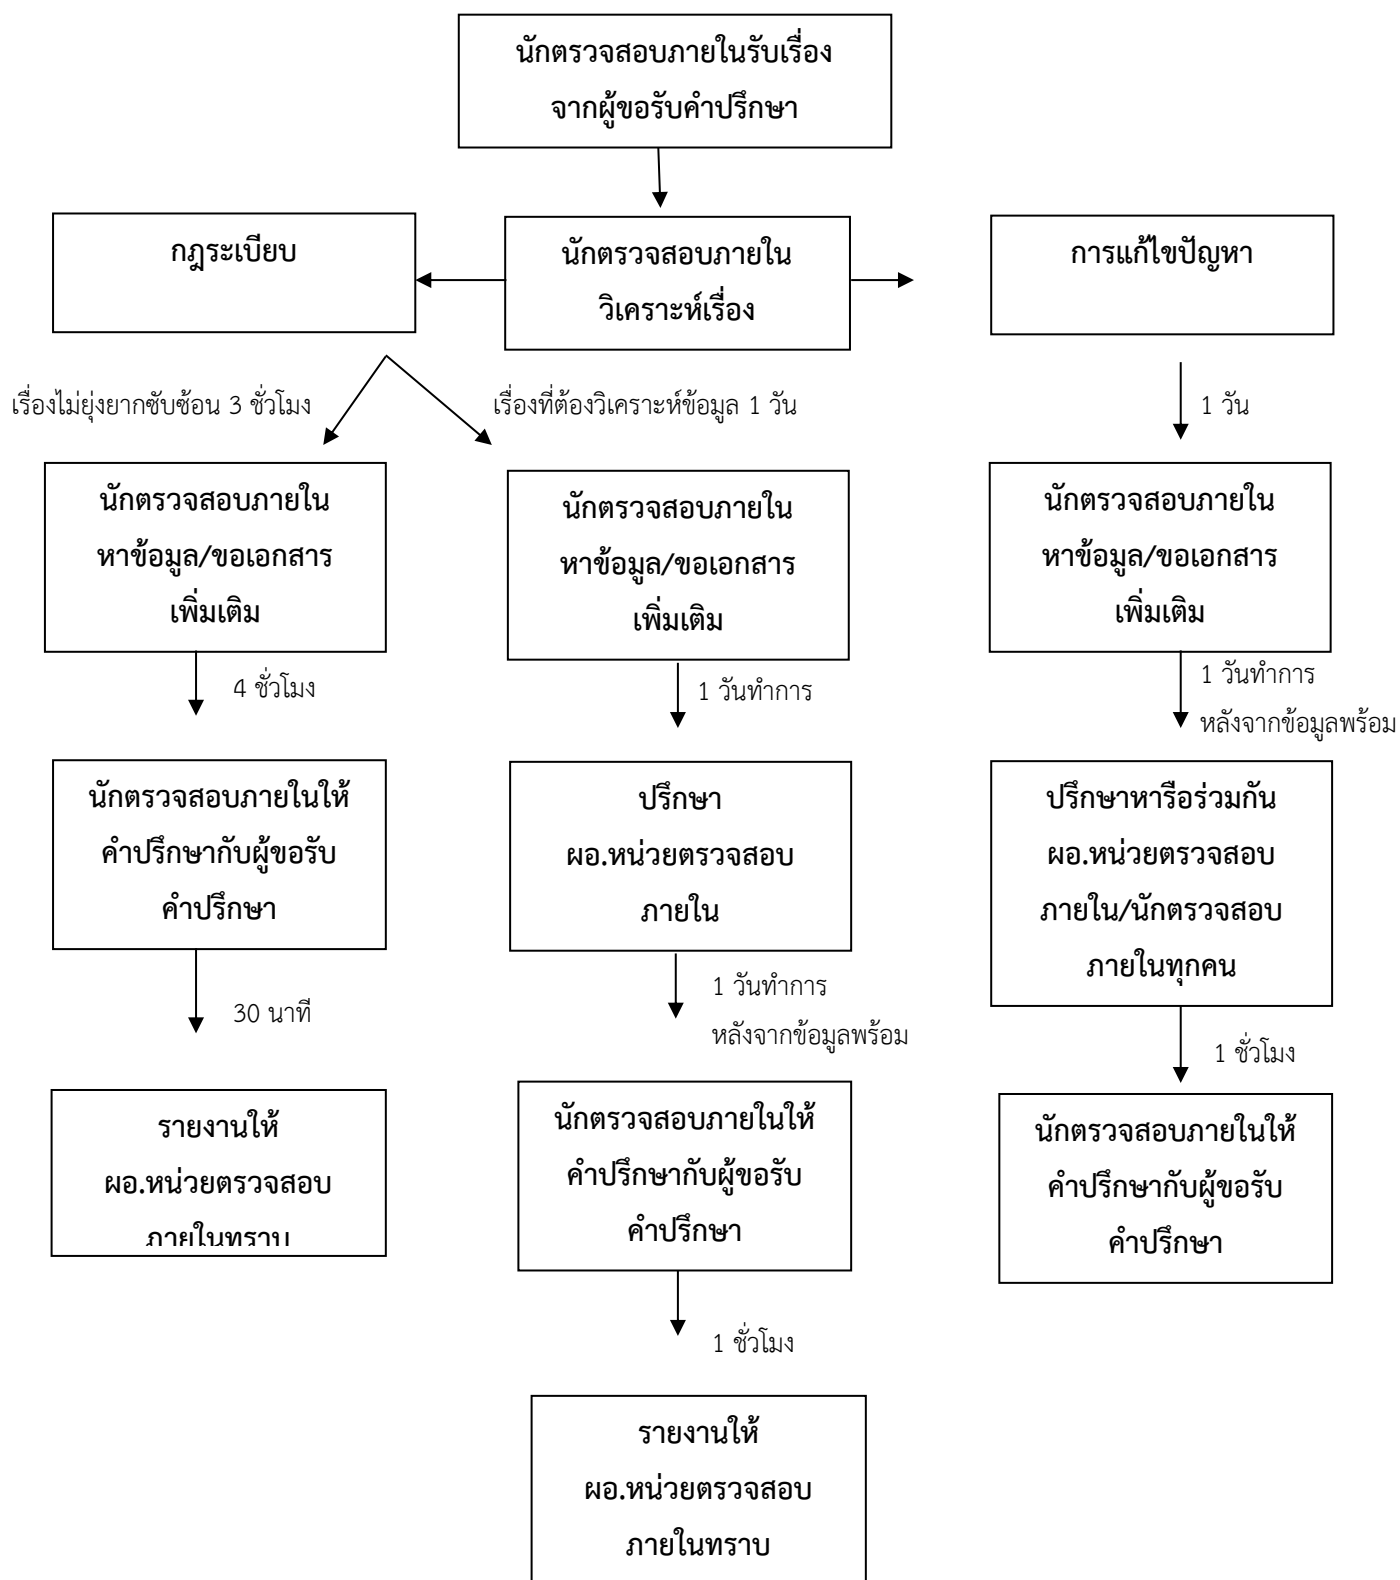 นักตรวจสอบภายในรับเรื่อง
จากผู้ขอรับคำปรึกษา
กฎระเบียบ
นักตรวจสอบภายใน
วิเคราะห์เรื่อง
การแก้ไขปัญหา
เรื่องไม่ยุ่งยากซับซ้อน 3 ชั่วโมง
เรื่องที่ต้องวิเคราะห์ข้อมูล 1 วัน
1 วัน
นักตรวจสอบภายใน
หาข้อมูล/ขอเอกสาร
เพิ่มเติม
นักตรวจสอบภายใน
หาข้อมูล/ขอเอกสาร
เพิ่มเติม
นักตรวจสอบภายใน
หาข้อมูล/ขอเอกสาร
เพิ่มเติม
4 ชั่วโมง
1 วันทำการ
1 วันทำการ
หลังจากข้อมูลพร้อม
นักตรวจสอบภายในให้
คำปรึกษากับผู้ขอรับ
คำปรึกษา
ปรึกษา
ผอ.หน่วยตรวจสอบ
ภายใน
ปรึกษาหารือร่วมกัน
ผอ.หน่วยตรวจสอบ
ภายใน/นักตรวจสอบ
ภายในทุกคน
30 นาที
1 วันทำการ
หลังจากข้อมูลพร้อม
1 ชั่วโมง
รายงานให้
ผอ.หน่วยตรวจสอบ
ภายในทราบ
นักตรวจสอบภายในให้
คำปรึกษากับผู้ขอรับ
คำปรึกษา
นักตรวจสอบภายในให้
คำปรึกษากับผู้ขอรับ
คำปรึกษา
1 ชั่วโมง
รายงานให้
ผอ.หน่วยตรวจสอบ
ภายในทราบ